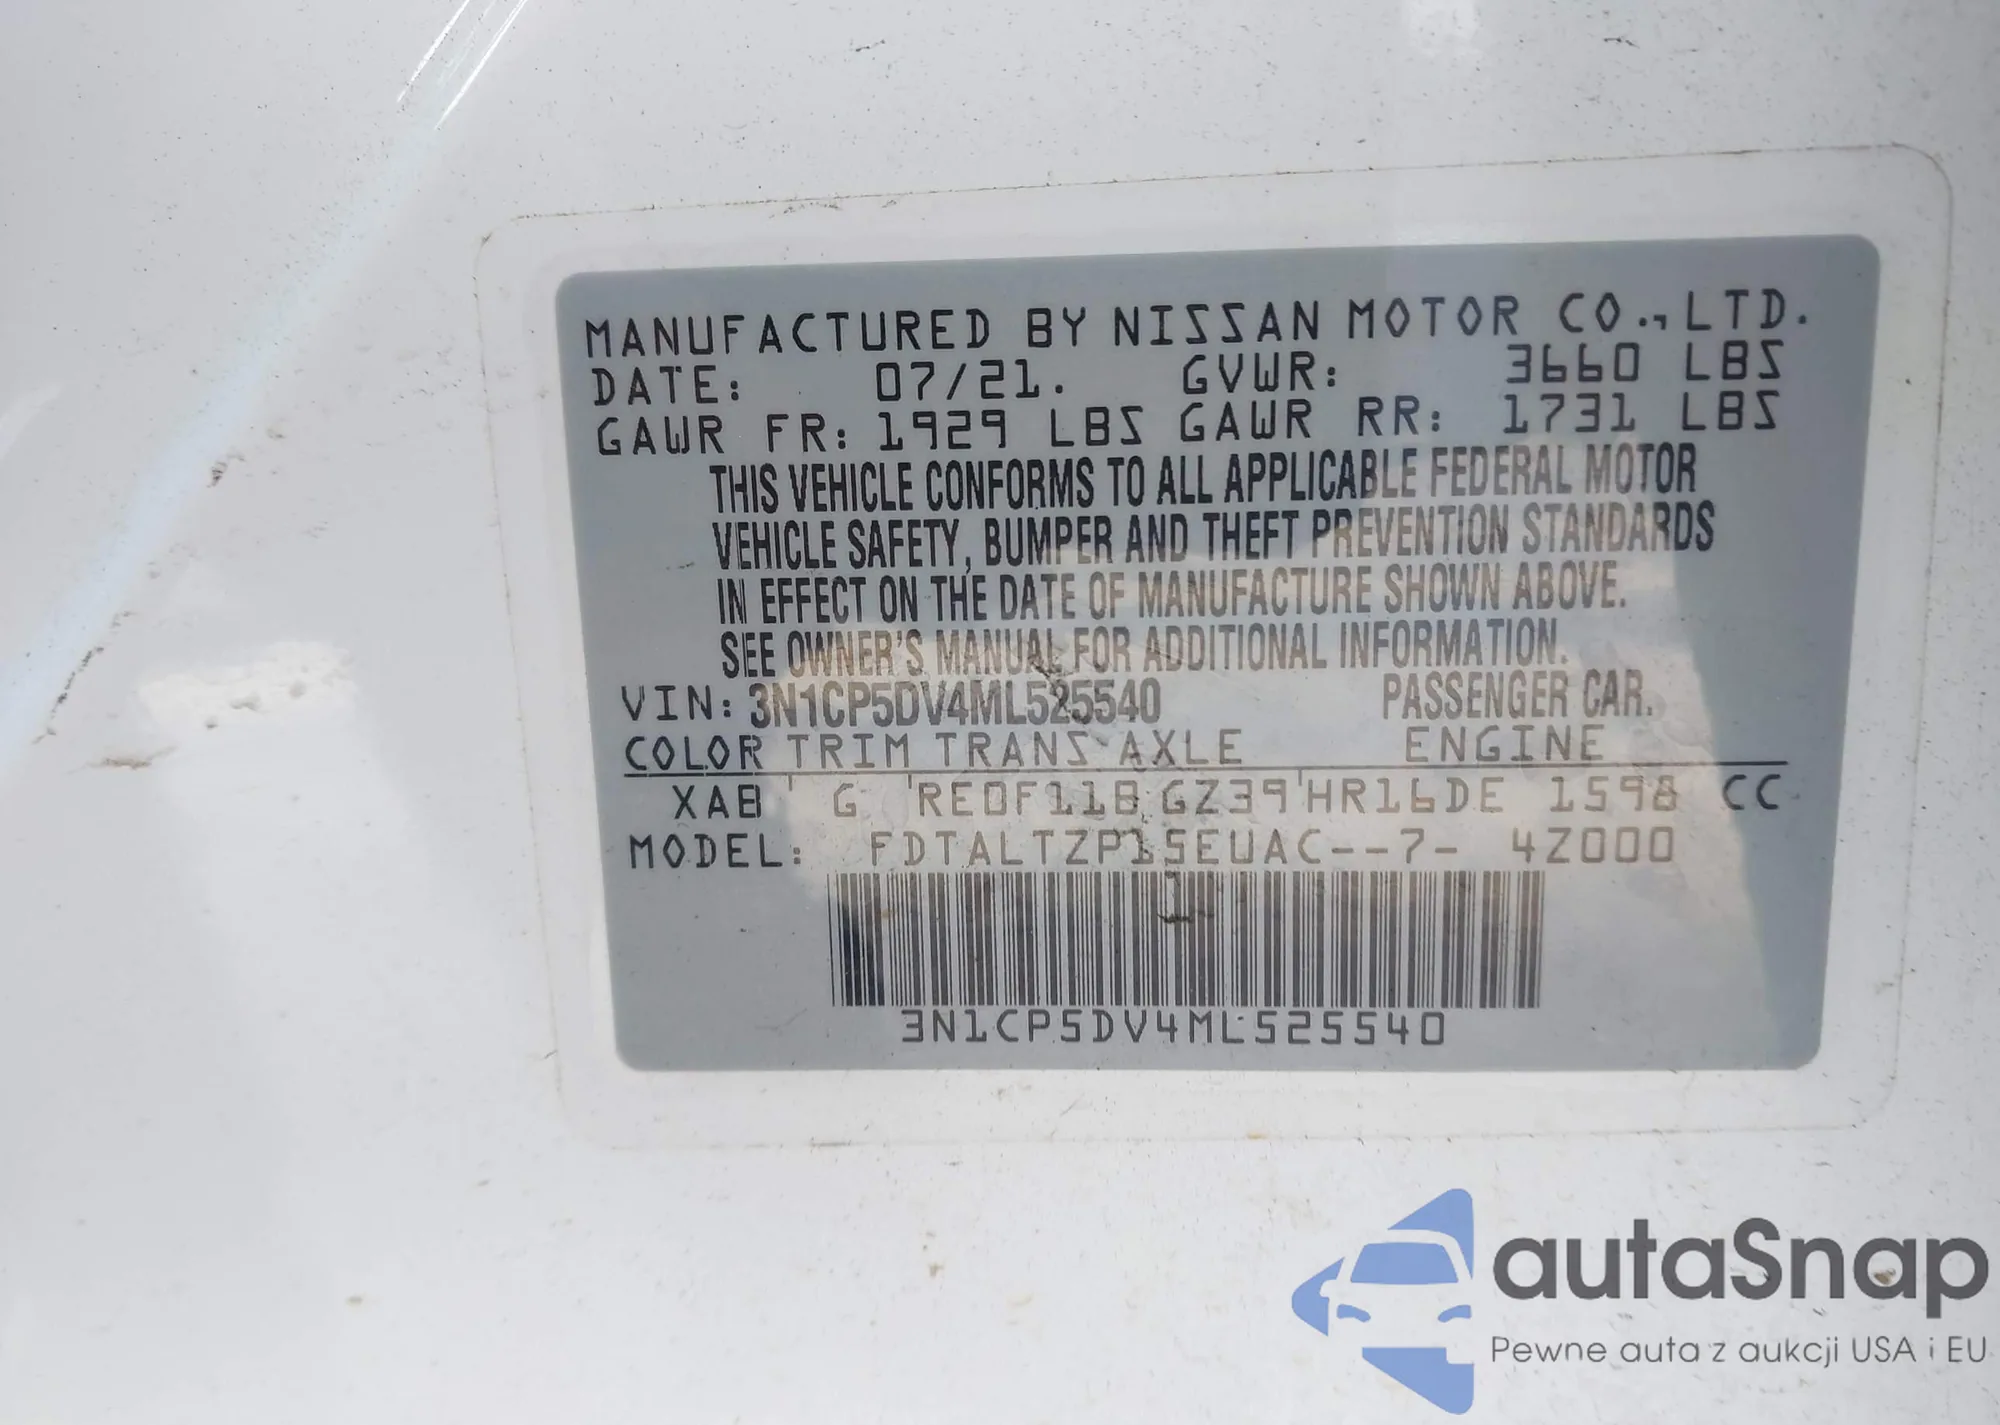 MANUFACTURED BY NISSAN MOTOR CO., LTD.
DATE: 07/21. GVWR: 3660 LBS
GAWR FR: 1929 LBS GAWR RR: 1731 LBS
THIS VEHICLE CONFORMS TO ALL APPLICABLE FEDERAL MOTOR
VEHICLE SAFETY, BUMPER AND THEFT PREVENTION STANDARDS
IN EFFECT ON THE DATE OF MANUFACTURE SHOWN ABOVE.
SEE OWNER'S MANUAL FOR ADDITIONAL INFORMATION.
VIN: 3N1CP5DV4ML525540 PASSENGER CAR.
COLOR TRIM TRANS AXLE ENGINE
XAB ' G 'RE0F11B GZ39'HR16DE 1598 CC
MODEL: FDTALTZP15EUAC--7- 4Z000
3N1CP5DV4ML525540
autaSnap
Pewne auta z aukcji USA i EU